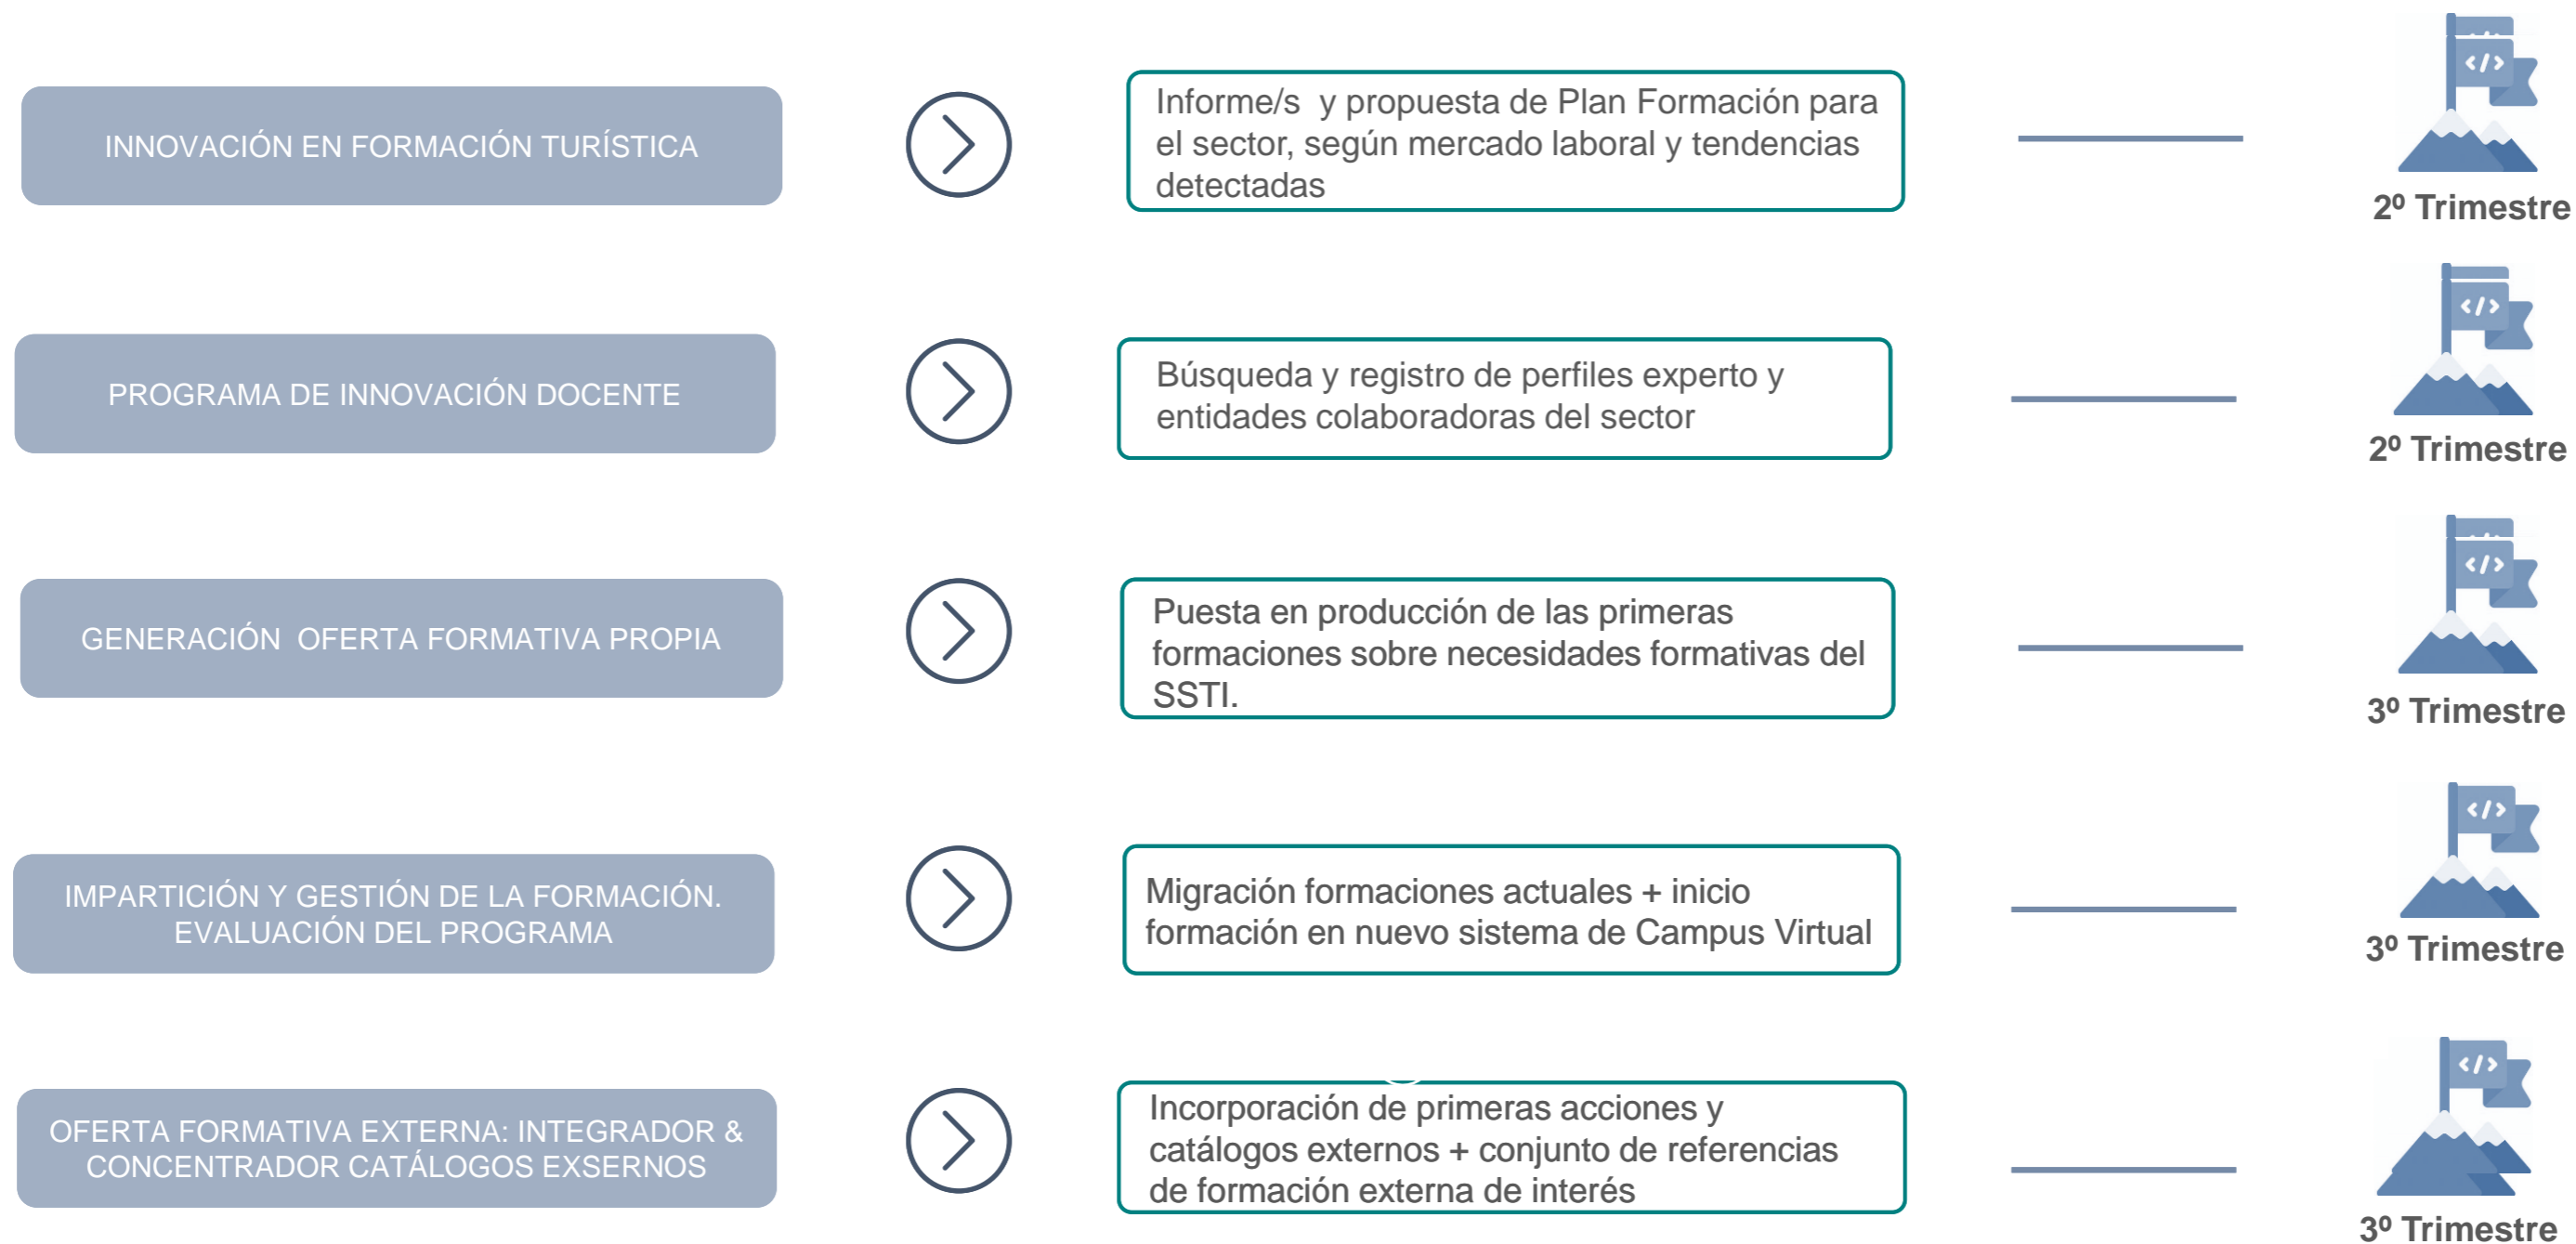 INNOVACIÓN EN FORMACIÓN TURÍSTICA
Informe/s y propuesta de Plan Formación para
el sector, según mercado laboral y tendencias
detectadas
</>
2º Trimestre
PROGRAMA DE INNOVACIÓN DOCENTE
Búsqueda y registro de perfiles experto y
entidades colaboradoras del sector
</>
2º Trimestre
GENERACIÓN OFERTA FORMATIVA PROPIA
Puesta en producción de las primeras
formaciones sobre necesidades formativas del
SSTI.
</>
3º Trimestre
IMPARTICIÓN Y GESTIÓN DE LA FORMACIÓN.
EVALUACIÓN DEL PROGRAMA
Migración formaciones actuales + inicio
formación en nuevo sistema de Campus Virtual
</>
3º Trimestre
OFERTA FORMATIVA EXTERNA: INTEGRADOR &
CONCENTRADOR CATÁLOGOS EXSERNOS
Incorporación de primeras acciones y
catálogos externos + conjunto de referencias
de formación externa de interés
</>
3º Trimestre